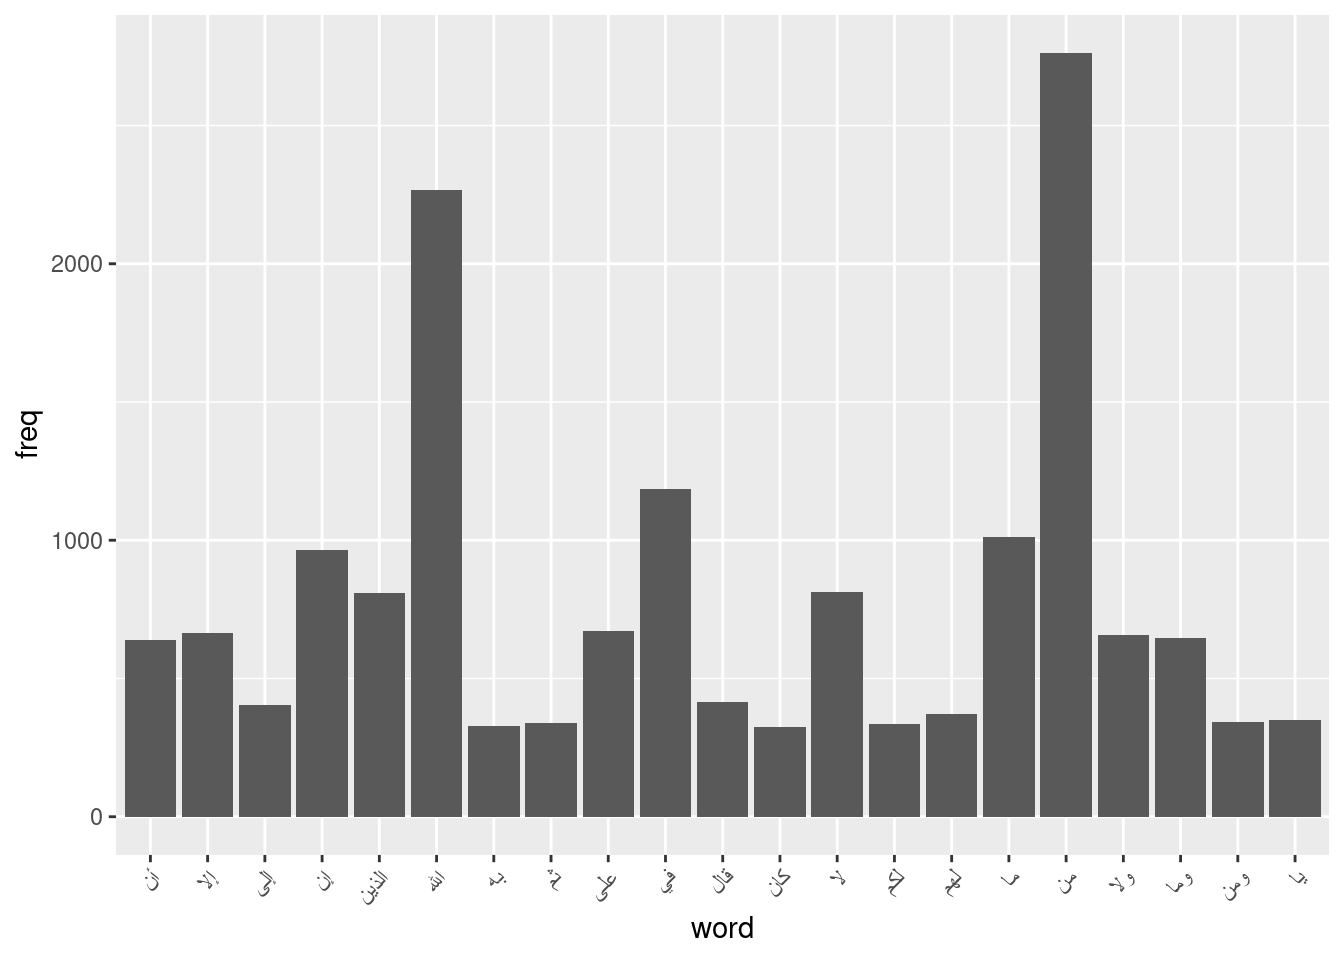 freq
2000
1000
0
أن إلا إلى إن الذين الله به ثم على في قال كان لا لكم لهم ما من ولا وما ومن يا
word